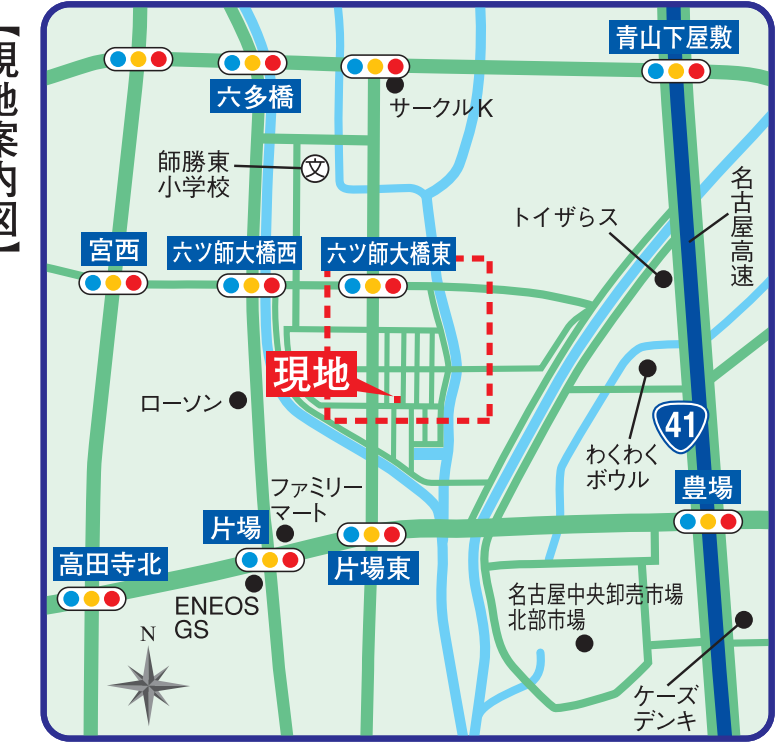 【現地案内図】
青山下屋敷
六多橋
サークルK
師勝東
小学校
文
名古屋高速
トイザらス
宮西
六ツ師大橋西
六ツ師大橋東
現地
ローソン
41
わくわく
ボウル
ファミリー
マート
豊場
片場
片場東
高田寺北
ENEOS
GS
名古屋中央卸売市場
北部市場
N
ケーズ
デンキ